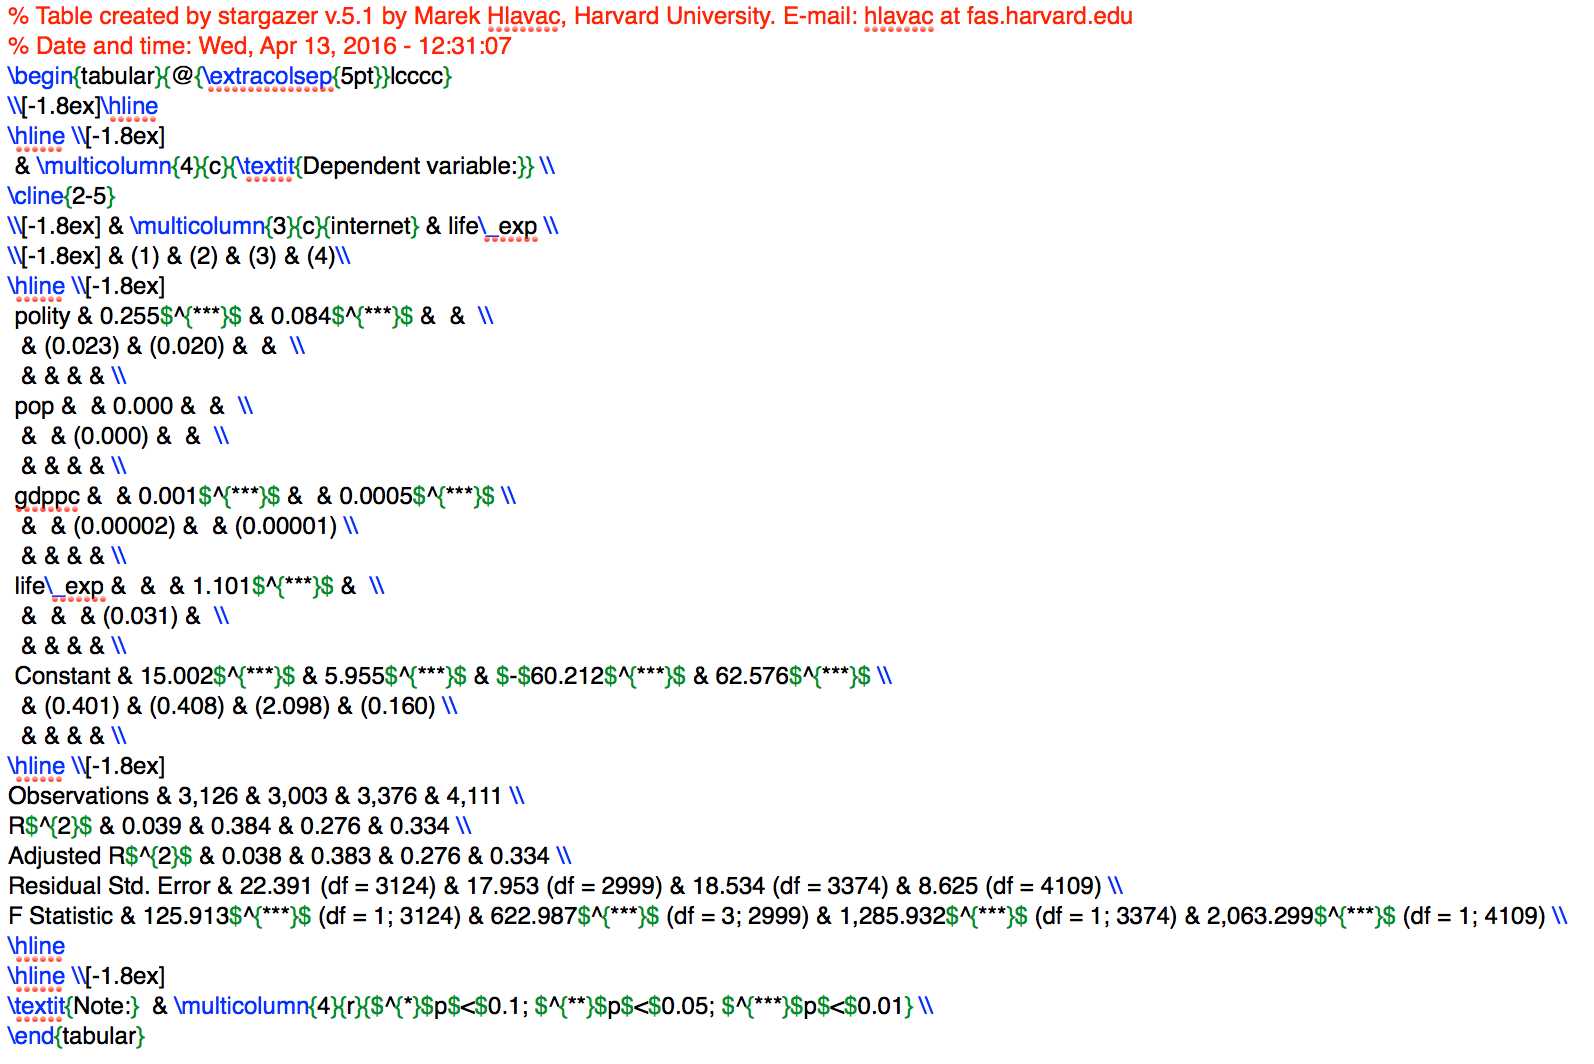 % Table created by stargazer v.5.1 by Marek Hlavac, Harvard University. E-mail: hlavac at fas.harvard.edu
% Date and time: Wed, Apr 13, 2016 - 12:31:07
\begin{tabular}{@{\extracolsep{5pt}}lcccc}
\\[-1.8ex]\hline
\hline \\[-1.8ex]
 & \multicolumn{4}{c}{\textit{Dependent variable:}} \\
\cline{2-5}
\\[-1.8ex] & \multicolumn{3}{c}{internet} & life\_exp \\
\\[-1.8ex] & (1) & (2) & (3) & (4)\\
\hline \\[-1.8ex]
 polity & 0.255$^{***}$ & 0.084$^{***}$ &  &  \\
  & (0.023) & (0.020) &  &  \\
  & & & & \\
 pop &  & 0.000 &  &  \\
  &  & (0.000) &  &  \\
  & & & & \\
 gdppc &  & 0.001$^{***}$ &  & 0.0005$^{***}$ \\
  &  & (0.00002) &  & (0.00001) \\
  & & & & \\
 life\_exp &  &  & 1.101$^{***}$ &  \\
  &  &  & (0.031) &  \\
  & & & & \\
 Constant & 15.002$^{***}$ & 5.955$^{***}$ & $-$60.212$^{***}$ & 62.576$^{***}$ \\
  & (0.401) & (0.408) & (2.098) & (0.160) \\
  & & & & \\
\hline \\[-1.8ex]
Observations & 3,126 & 3,003 & 3,376 & 4,111 \\
R$^{2}$ & 0.039 & 0.384 & 0.276 & 0.334 \\
Adjusted R$^{2}$ & 0.038 & 0.383 & 0.276 & 0.334 \\
Residual Std. Error & 22.391 (df = 3124) & 17.953 (df = 2999) & 18.534 (df = 3374) & 8.625 (df = 4109) \\
F Statistic & 125.913$^{***}$ (df = 1; 3124) & 622.987$^{***}$ (df = 3; 2999) & 1,285.932$^{***}$ (df = 1; 3374) & 2,063.299$^{***}$ (df = 1; 4109) \\
\hline
\hline \\[-1.8ex]
\textit{Note:}  & \multicolumn{4}{r}{$^{*}$p$<$0.1; $^{**}$p$<$0.05; $^{***}$p$<$0.01} \\
\end{tabular}